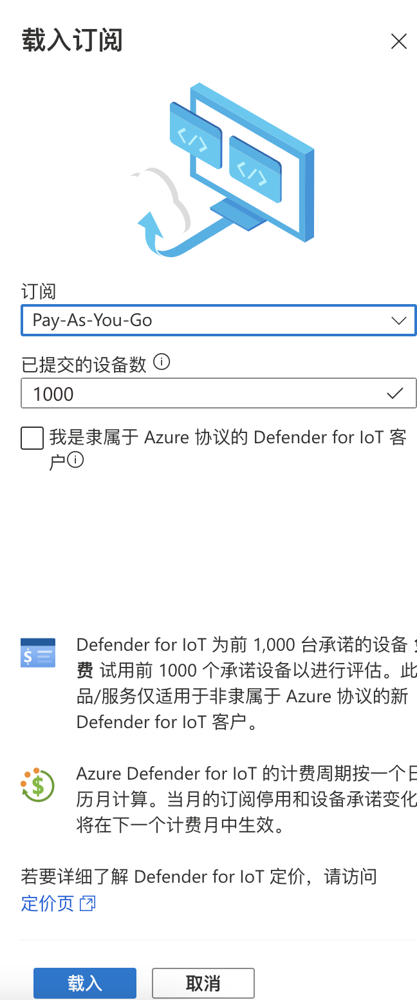 载入订阅
</>
</>
订阅
Pay-As-You-Go
已提交的设备数
1000
我是隶属于 Azure 协议的 Defender for IoT 客
户
Defender for IoT 为前 1,000 台承诺的设备
费 试用前 1000 个承诺设备以进行评估。此
品/服务仅适用于非隶属于 Azure 协议的新
Defender for IoT 客户。
Azure Defender for IoT 的计费周期按一个日
历月计算。当月的订阅停用和设备承诺变化
将在下一个计费月中生效。
若要详细了解 Defender for IoT 定价，请访问
定价页
载入
取消